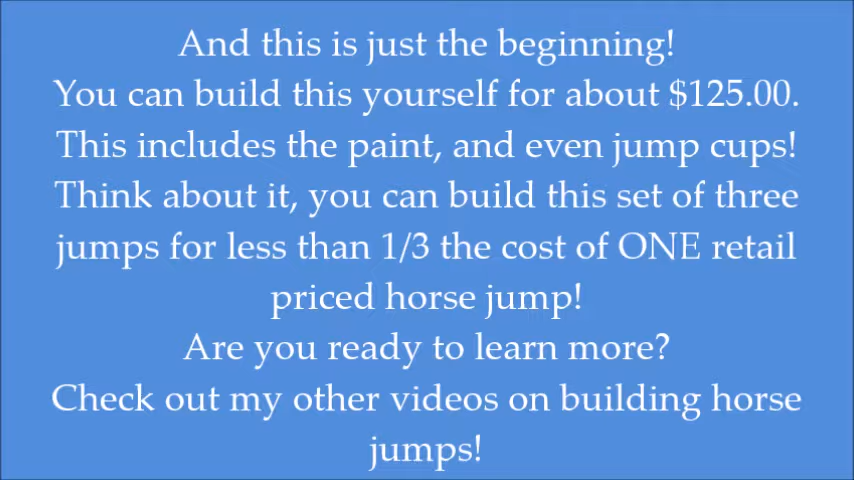 And this is just the beginning!
You can build this yourself for about $125.00.
This includes the paint, and even jump cups!
Think about it, you can build this set of three
jumps for less than 1/3 the cost of ONE retail
priced horse jump!
Are you ready to learn more?
Check out my other videos on building horse
jumps!